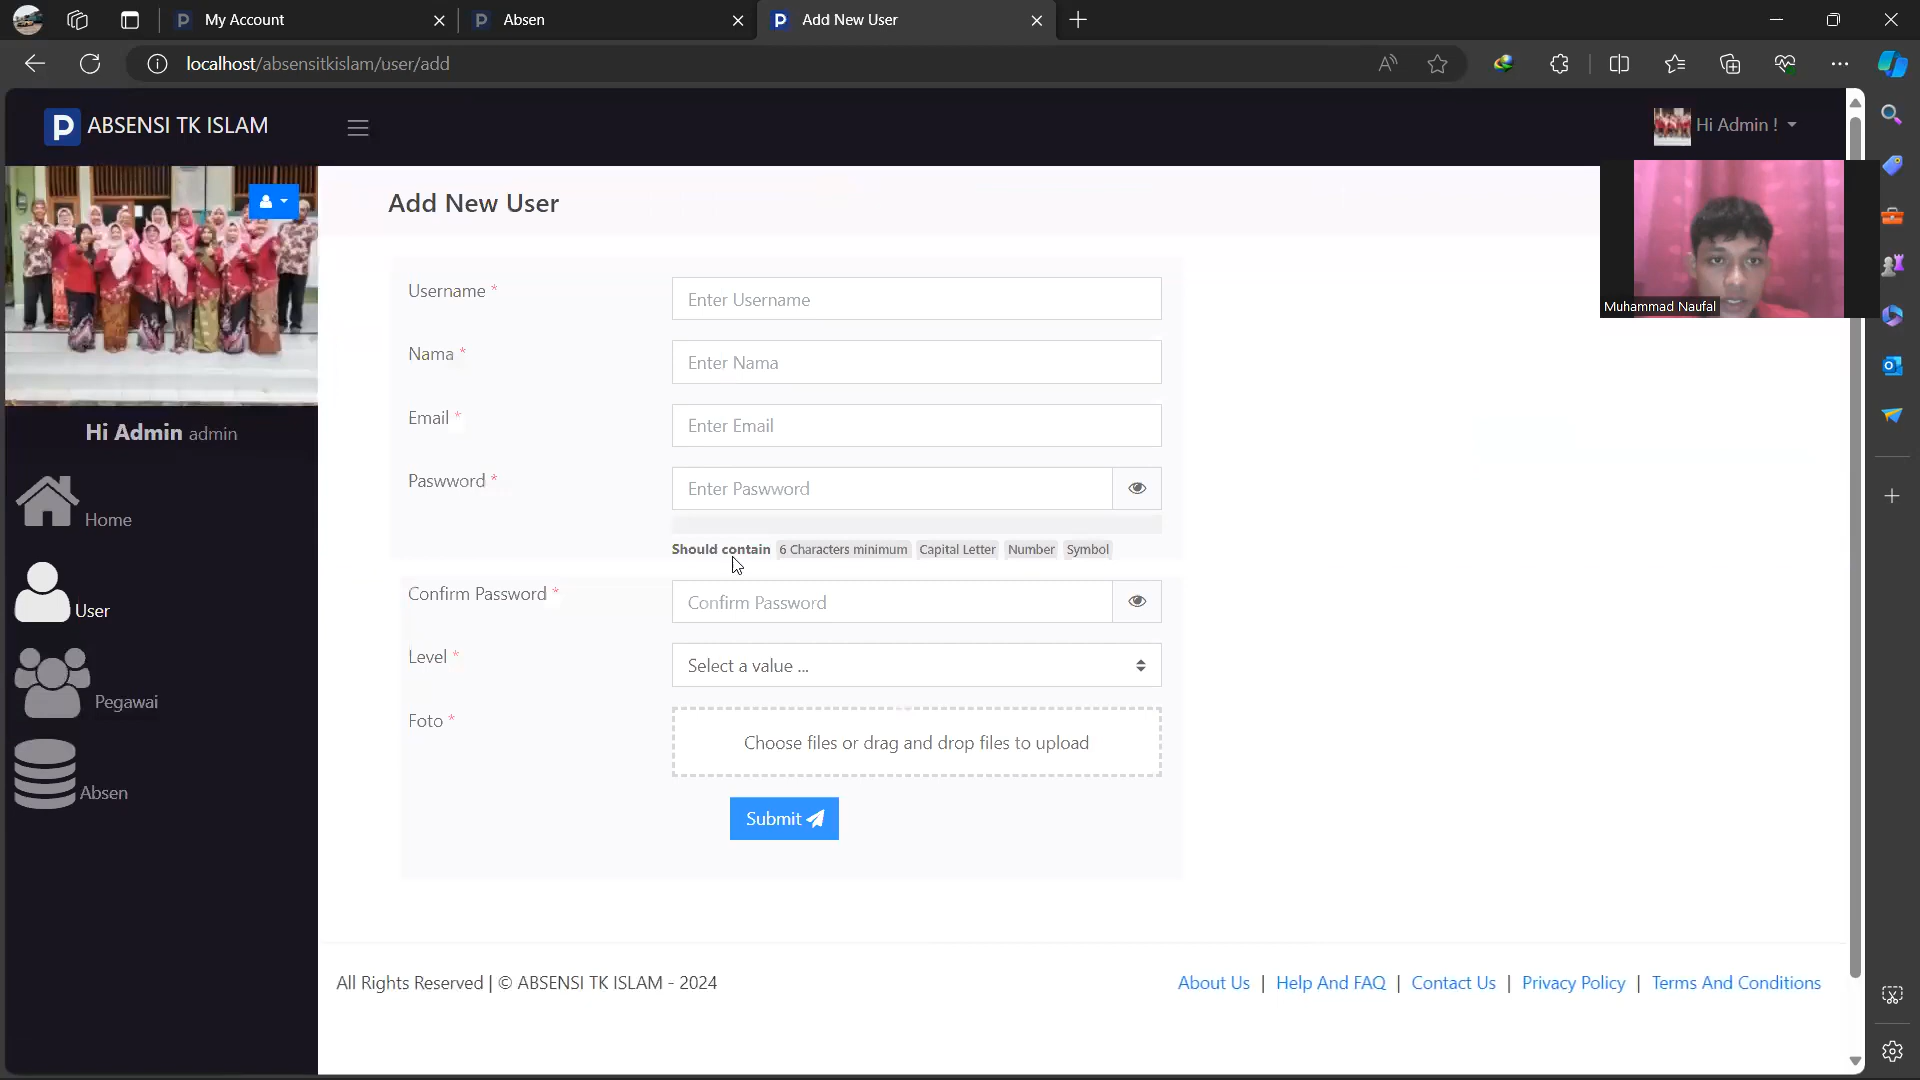 My Account
Absen
Add New User
localhost/absensitkislam/user/add
P ABSENSI TK ISLAM
Hi Admin !
Add New User
Muhammad Naufal
Username *
Enter Username
Nama *
Enter Nama
Email *
Enter Email
Paswword *
Enter Paswword
Should contain 6 Characters minimum Capital Letter Number Symbol
Confirm Password *
Confirm Password
Level *
Select a value ...
Foto *
Choose files or drag and drop files to upload
Submit
Hi Admin admin
Home
User
Pegawai
Absen
All Rights Reserved | © ABSENSI TK ISLAM - 2024
About Us | Help And FAQ | Contact Us | Privacy Policy | Terms And Conditions